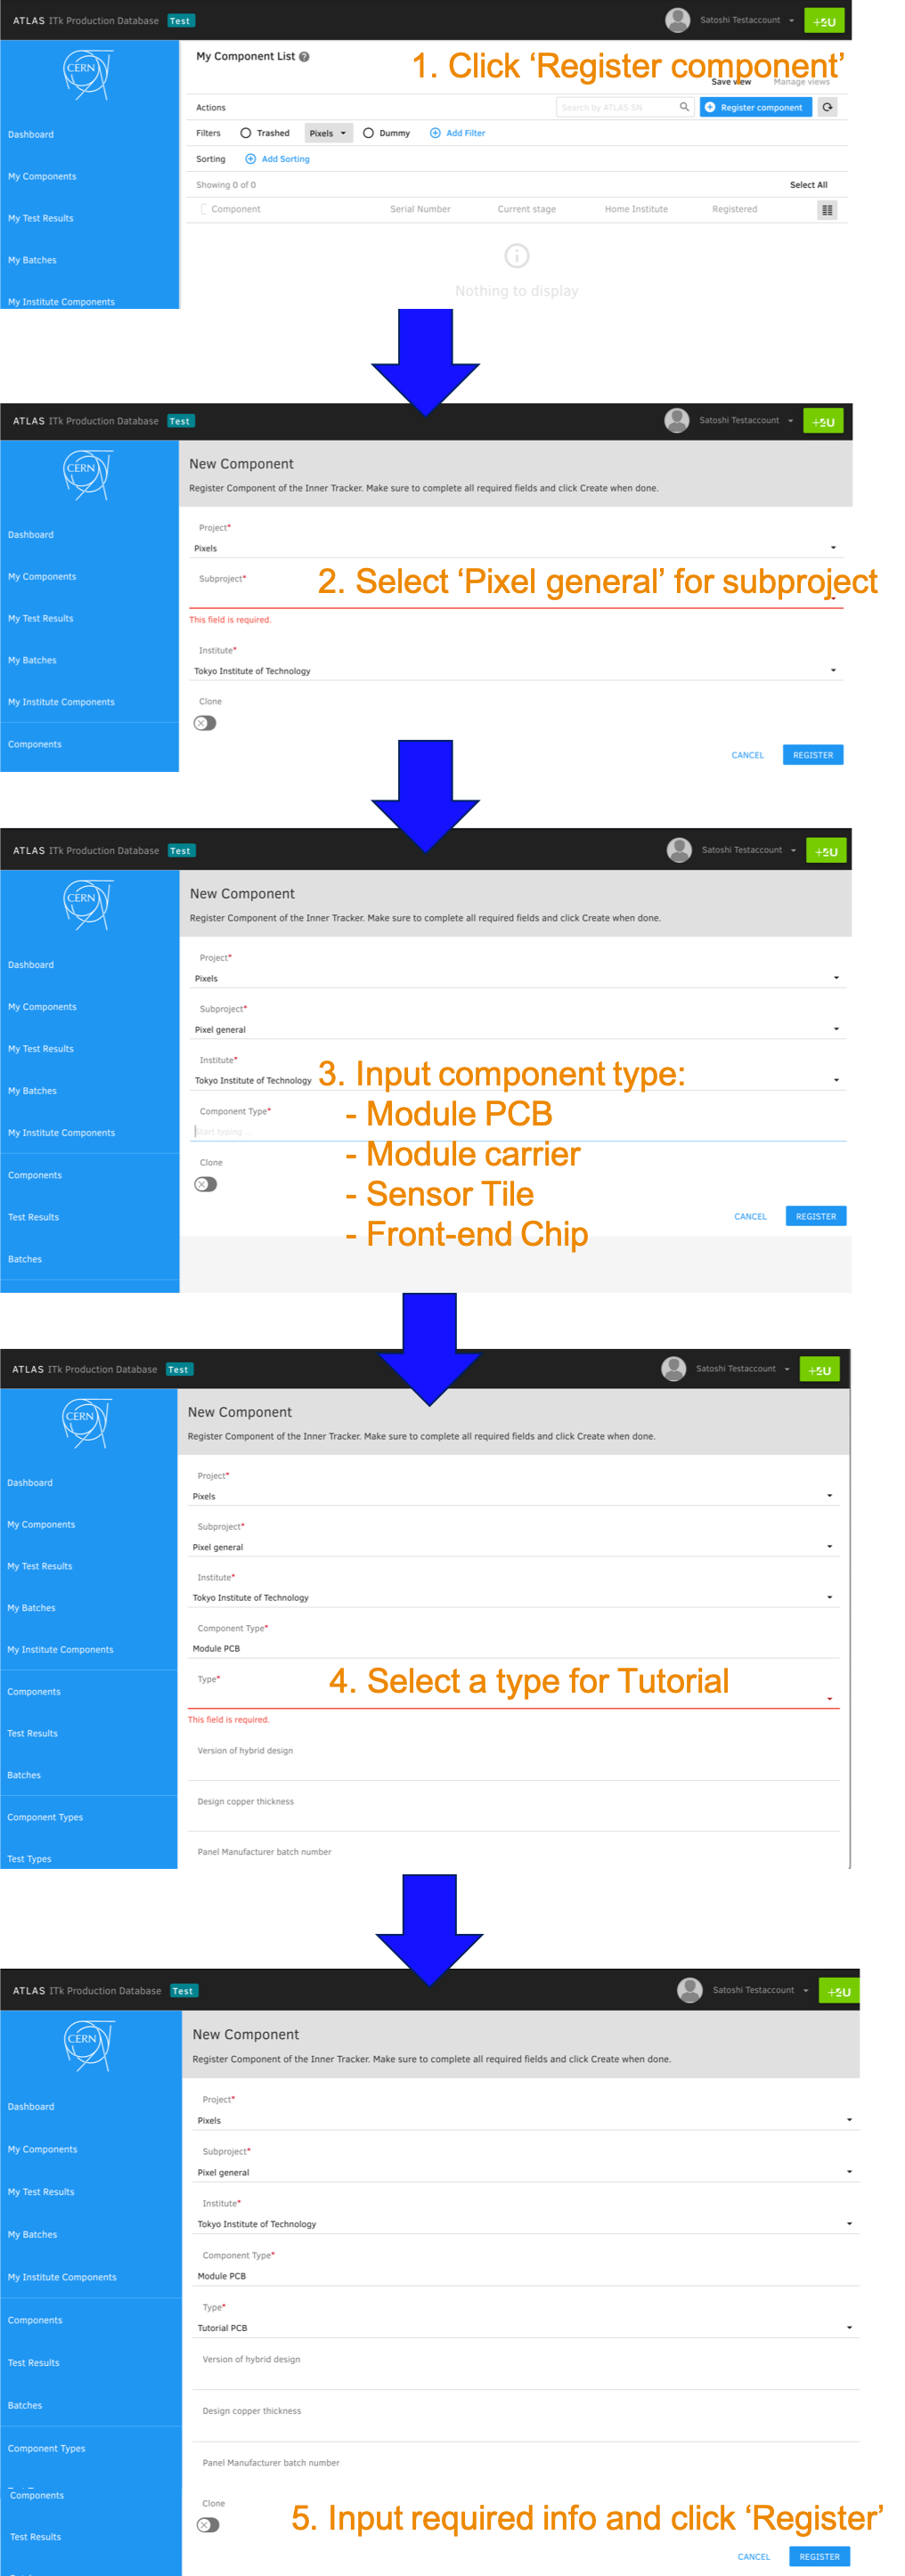 ATLAS ITk Production Database Test
Satoshi Testaccount
+5U
CERN
My Component List
1. Click ‘Register component’
Save view Manage views
Actions
Search by ATLAS SN
Register component
Dashboard
Filters Trashed Pixels Dummy Add Filter
Sorting Add Sorting
My Components
Showing 0 of 0
Select All
Component Serial Number Current stage Home Institute Registered
My Test Results
My Batches
Nothing to display
My Institute Components
ATLAS ITk Production Database Test
Satoshi Testaccount
+5U
CERN
New Component
Register Component of the Inner Tracker. Make sure to complete all required fields and click Create when done.
Dashboard
Project*
Pixels
My Components
Subproject*
2. Select ‘Pixel general’ for subproject
My Test Results
This field is required.
My Batches
Institute*
Tokyo Institute of Technology
My Institute Components
Clone
Components
CANCEL REGISTER
ATLAS ITk Production Database Test
Satoshi Testaccount
+5U
CERN
New Component
Register Component of the Inner Tracker. Make sure to complete all required fields and click Create when done.
Dashboard
Project*
Pixels
My Components
Subproject*
Pixel general
My Test Results
Institute*
Tokyo Institute of Technology
3. Input component type:
- Module PCB
- Module carrier
- Sensor Tile
- Front-end Chip
My Batches
Component Type*
Start typing ...
My Institute Components
Clone
Components
Test Results
CANCEL REGISTER
Batches
ATLAS ITk Production Database Test
Satoshi Testaccount
+5U
CERN
New Component
Register Component of the Inner Tracker. Make sure to complete all required fields and click Create when done.
Dashboard
Project*
Pixels
My Components
Subproject*
Pixel general
My Test Results
Institute*
Tokyo Institute of Technology
My Batches
Component Type*
Module PCB
My Institute Components
Type*
4. Select a type for Tutorial
Components
This field is required.
Test Results
Version of hybrid design
Batches
Design copper thickness
Component Types
Panel Manufacturer batch number
Test Types
ATLAS ITk Production Database Test
Satoshi Testaccount
+5U
CERN
New Component
Register Component of the Inner Tracker. Make sure to complete all required fields and click Create when done.
Dashboard
Project*
Pixels
My Components
Subproject*
Pixel general
My Test Results
Institute*
Tokyo Institute of Technology
My Batches
Component Type*
Module PCB
My Institute Components
Type*
Tutorial PCB
Components
Version of hybrid design
Test Results
Design copper thickness
Batches
Component Types
Panel Manufacturer batch number
Components
Clone
5. Input required info and click ‘Register’
Test Results
CANCEL REGISTER